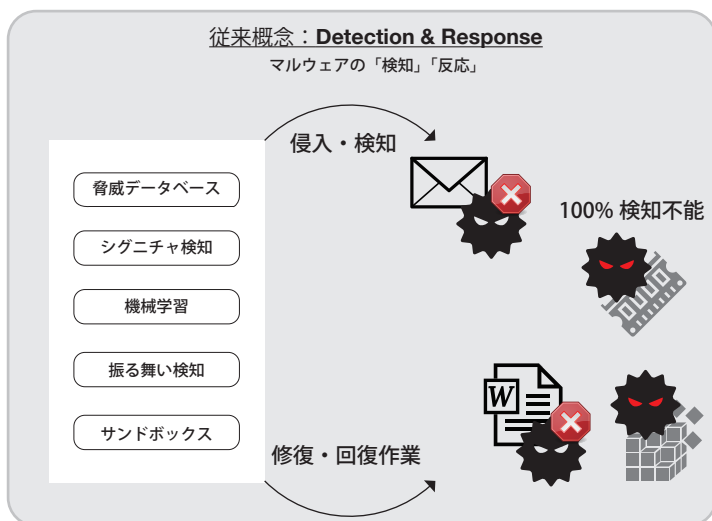 従来概念：Detection & Response
マルウェアの「検知」「反応」
侵入・検知
脅威データベース
シグニチャ検知
機械学習
振る舞い検知
サンドボックス
100% 検知不能
W
修復・回復作業